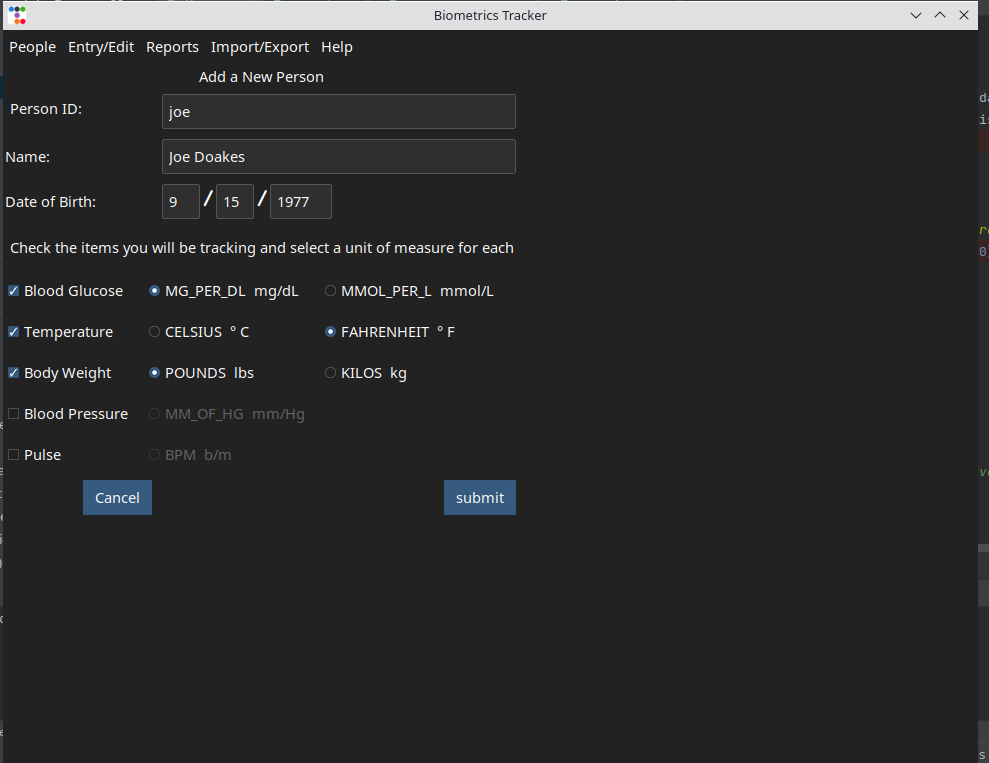 Biometrics Tracker
People Entry/Edit Reports Import/Export Help
Add a New Person
Person ID: joe
Name: Joe Doakes
Date of Birth: 9 / 15 / 1977
Check the items you will be tracking and select a unit of measure for each
Blood Glucose MG_PER_DL mg/dL MMOL_PER_L mmol/L
Temperature CELSIUS ° C FAHRENHEIT ° F
Body Weight POUNDS lbs KILOS kg
Blood Pressure MM_OF_HG mm/Hg
Pulse BPM b/m
Cancel submit